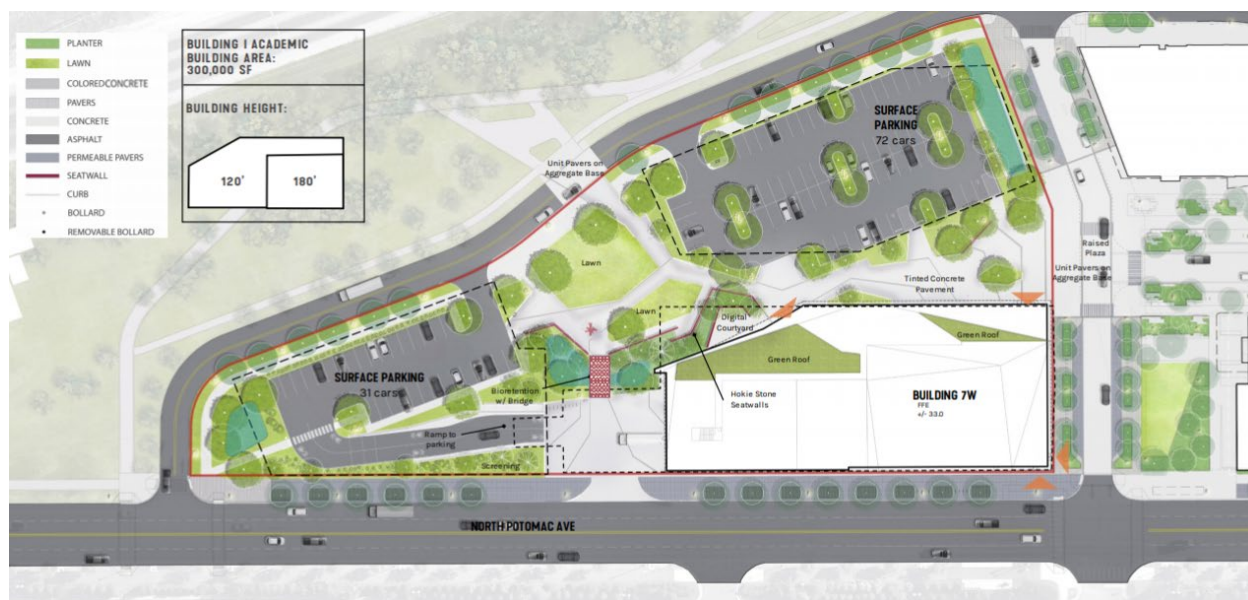 PLANTER
LAWN
COLOREDCONCRETE
PAVERS
CONCRETE
ASPHALT
PERMEABLE PAVERS
SEATWALL
CURB
BOLLARD
REMOVABLE BOLLARD
BUILDING 1 ACADEMIC
BUILDING AREA:
300,000 SF
BUILDING HEIGHT:
120'
180'
SURFACE
PARKING
72 cars
Unit Pavers on
Aggregate Base
Lawn
Raised
Plaza
Unit Pavers on
Aggregate Base
Tinted Concrete
Pavement
Lawn
Digital
Courtyard
Green Roof
Green Roof
SURFACE PARKING
31 cars
Bioretention
w/ Bridge
Hokie Stone
Seatwalls
BUILDING 7W
FFE
+/- 33.0
Ramp to
parking
Screening
NORTH POTOMAC AVE